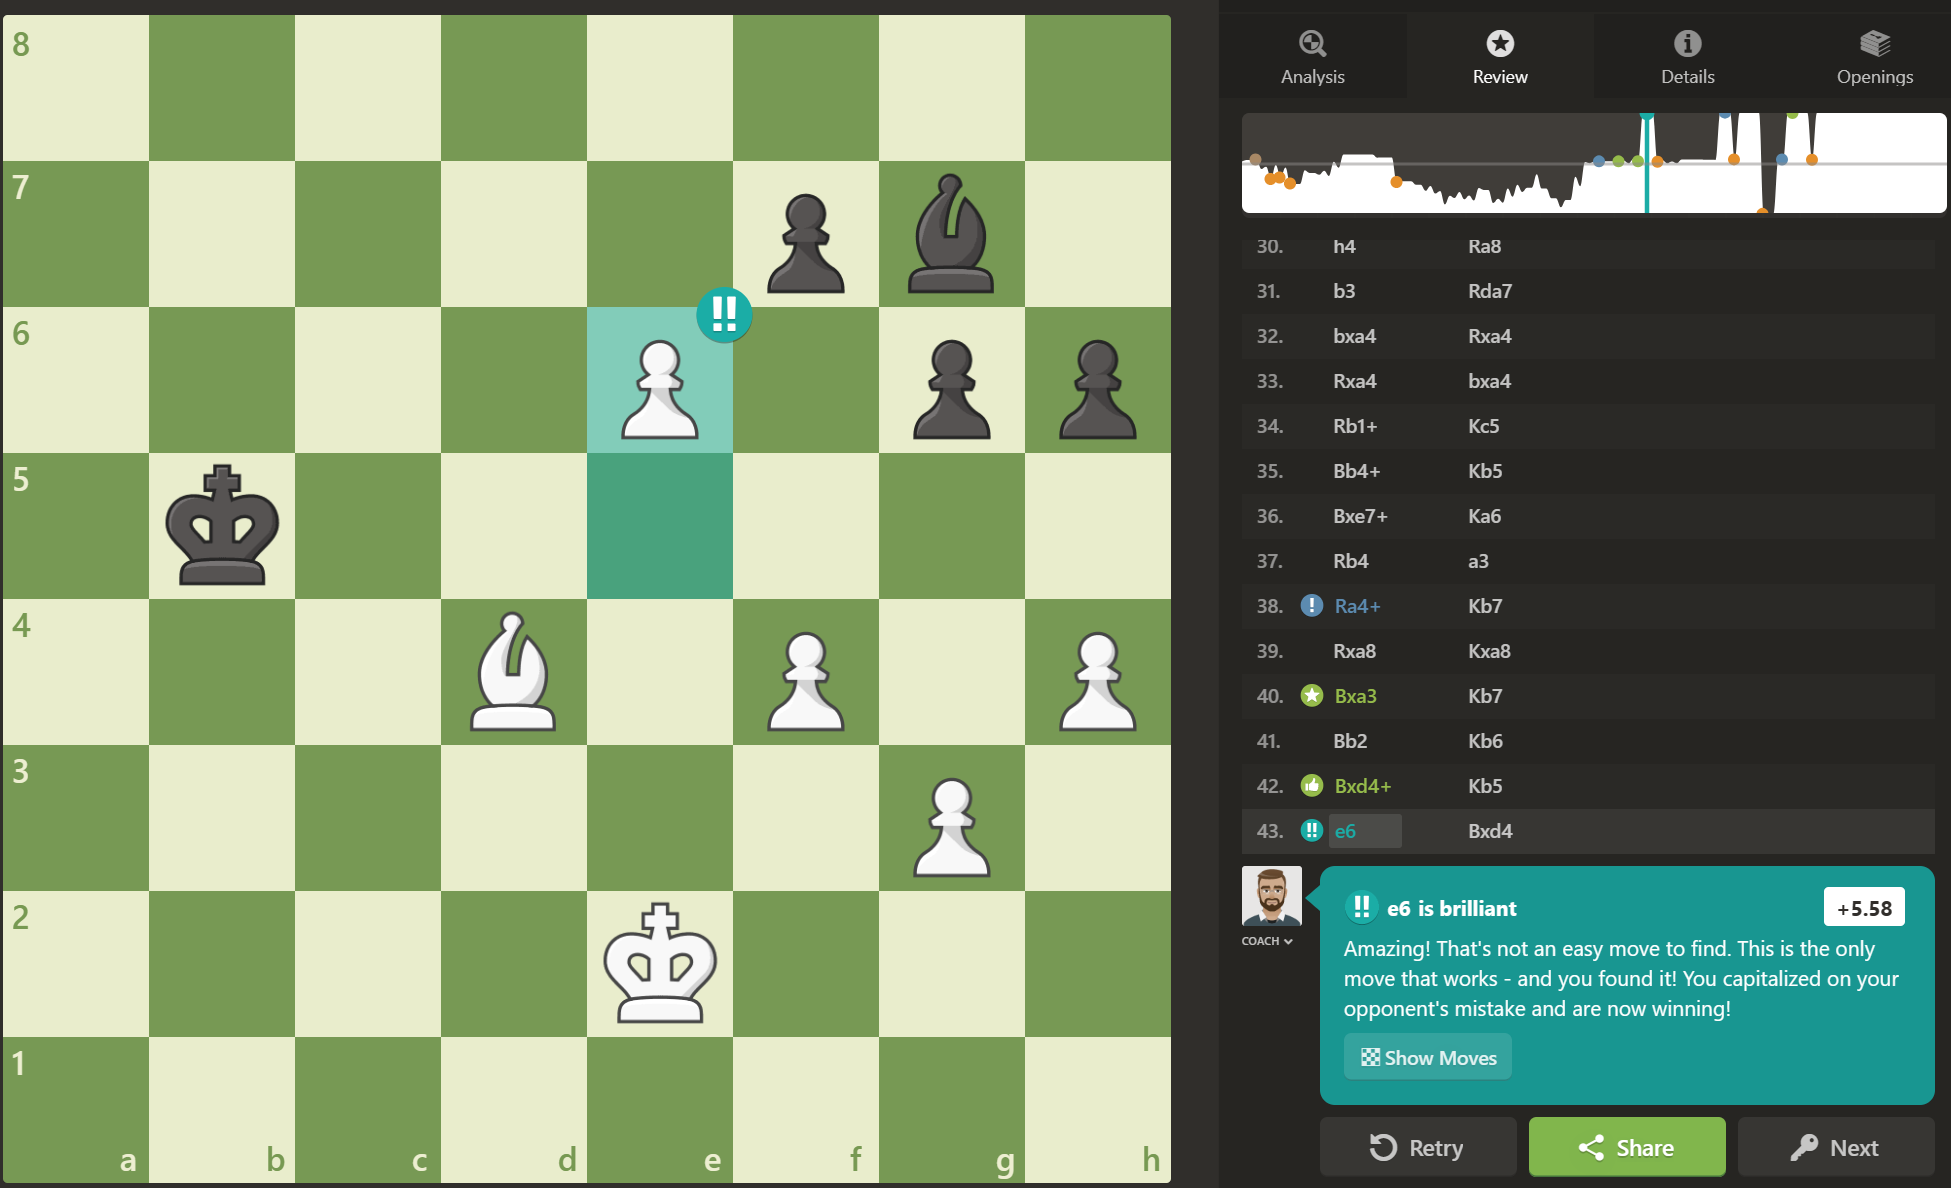 8
7
6
5
4
3
2
1
a b c d e f g h
!!
Analysis Review Details Openings
30. h4 Ra8
31. b3 Rda7
32. bxa4 Rxa4
33. Rxa4 bxa4
34. Rb1+ Kc5
35. Bb4+ Kb5
36. Bxe7+ Ka6
37. Rb4 a3
38. ! Ra4+ Kb7
39. Rxa8 Kxa8
40. Bxa3 Kb7
41. Bb2 Kb6
42. Bxd4+ Kb5
43. !! e6 Bxd4
COACH
!! e6 is brilliant +5.58
Amazing! That's not an easy move to find. This is the only
move that works - and you found it! You capitalized on your
opponent's mistake and are now winning!
Show Moves
Retry Share Next